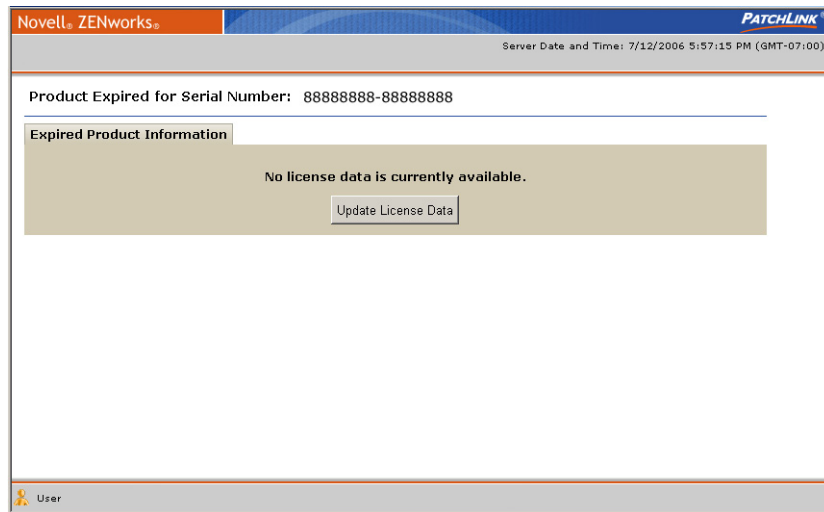 Novell® ZENworks®
PATCHLINK®
Server Date and Time: 7/12/2006 5:57:15 PM (GMT-07:00)
Product Expired for Serial Number: 88888888-88888888
Expired Product Information
No license data is currently available.
Update License Data
User